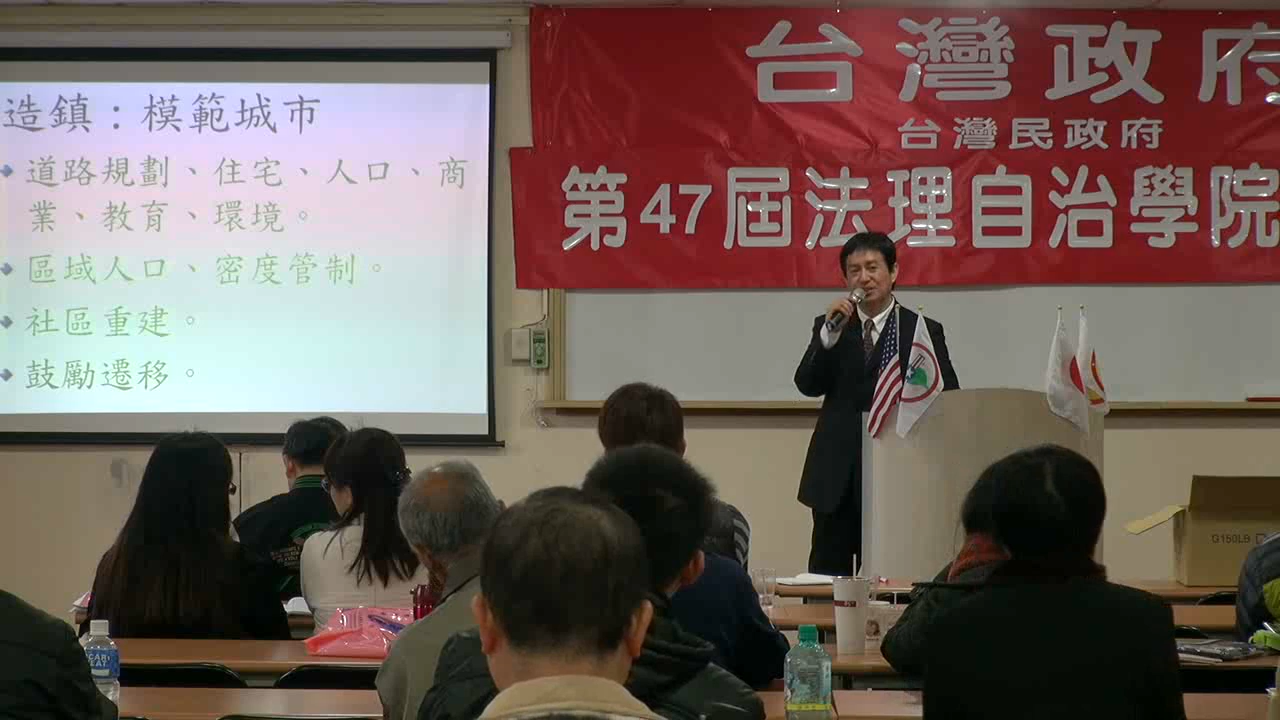 造鎮：模範城市
道路規劃、住宅、人口、商
業、教育、環境。
區域人口、密度管制。
社區重建。
鼓勵遷移。
台灣政府
台灣民政府
第47屆法理自治學院
G150LB